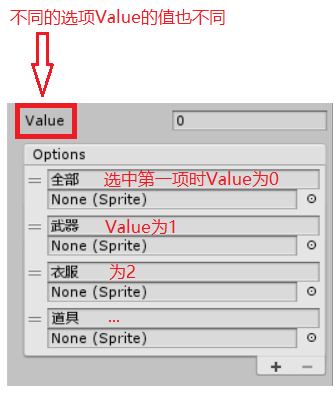 不同的选项Value的值也不同
Value 0
Options
全部 选中第一项时Value为0
None (Sprite)
武器 Value为1
None (Sprite)
衣服 为2
None (Sprite)
道具 ...
None (Sprite)
+ −